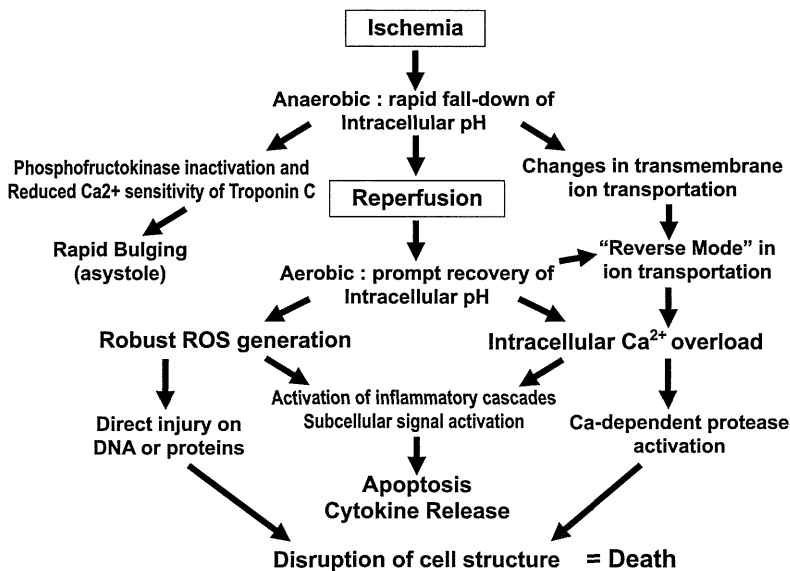 Ischemia
Anaerobic : rapid fall-down of
Intracellular pH
Phosphofructokinase inactivation and
Reduced Ca2+ sensitivity of Troponin C
Changes in transmembrane
ion transportation
Reperfusion
Rapid Bulging
(asystole)
“Reverse Mode” in
ion transportation
Aerobic : prompt recovery of
Intracellular pH
Robust ROS generation
Intracellular Ca²⁺ overload
Activation of inflammatory cascades
Subcellular signal activation
Direct injury on
DNA or proteins
Ca-dependent protease
activation
Apoptosis
Cytokine Release
Disruption of cell structure = Death